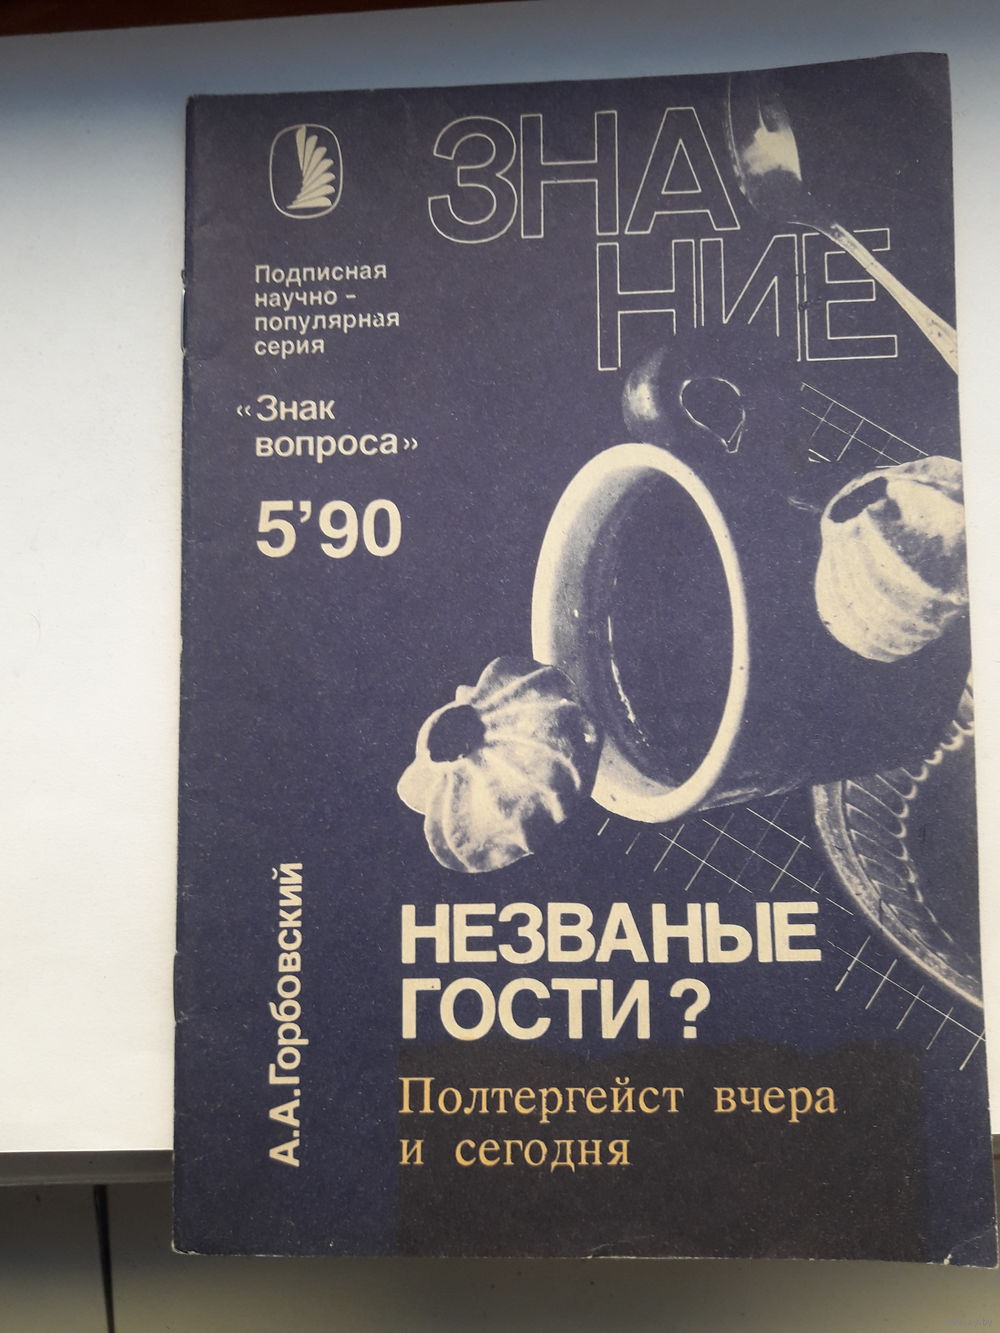 ЗНА
НИЕ
Подписная
научно-
популярная
серия
«Знак
вопроса»
5'90
А.А.Горбовский
НЕЗВАНЫЕ
ГОСТИ?
Полтергейст вчера
и сегодня